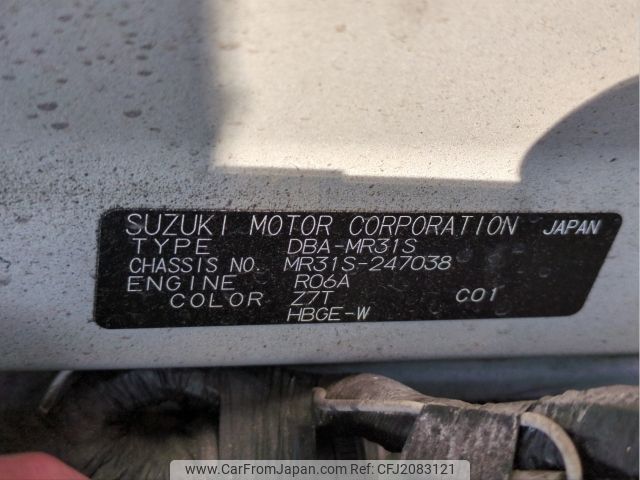 SUZUKI MOTOR CORPORATION JAPAN
TYPE DBA-MR31S
CHASSIS NO. MR31S-247038
ENGINE R06A
COLOR Z7T C01
HBGE-W
www.CarFromJapan.com | Ref: CFJ2083121